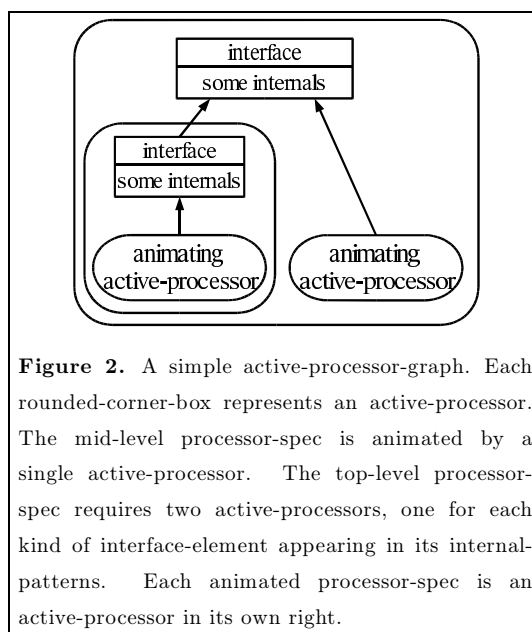 interface
some internals
interface
some internals
animating
active-processor
animating
active-processor
Figure 2. A simple active-processor-graph. Each
rounded-corner-box represents an active-processor.
The mid-level processor-spec is animated by a
single active-processor. The top-level processor-
spec requires two active-processors, one for each
kind of interface-element appearing in its internal-
patterns. Each animated processor-spec is an
active-processor in its own right.